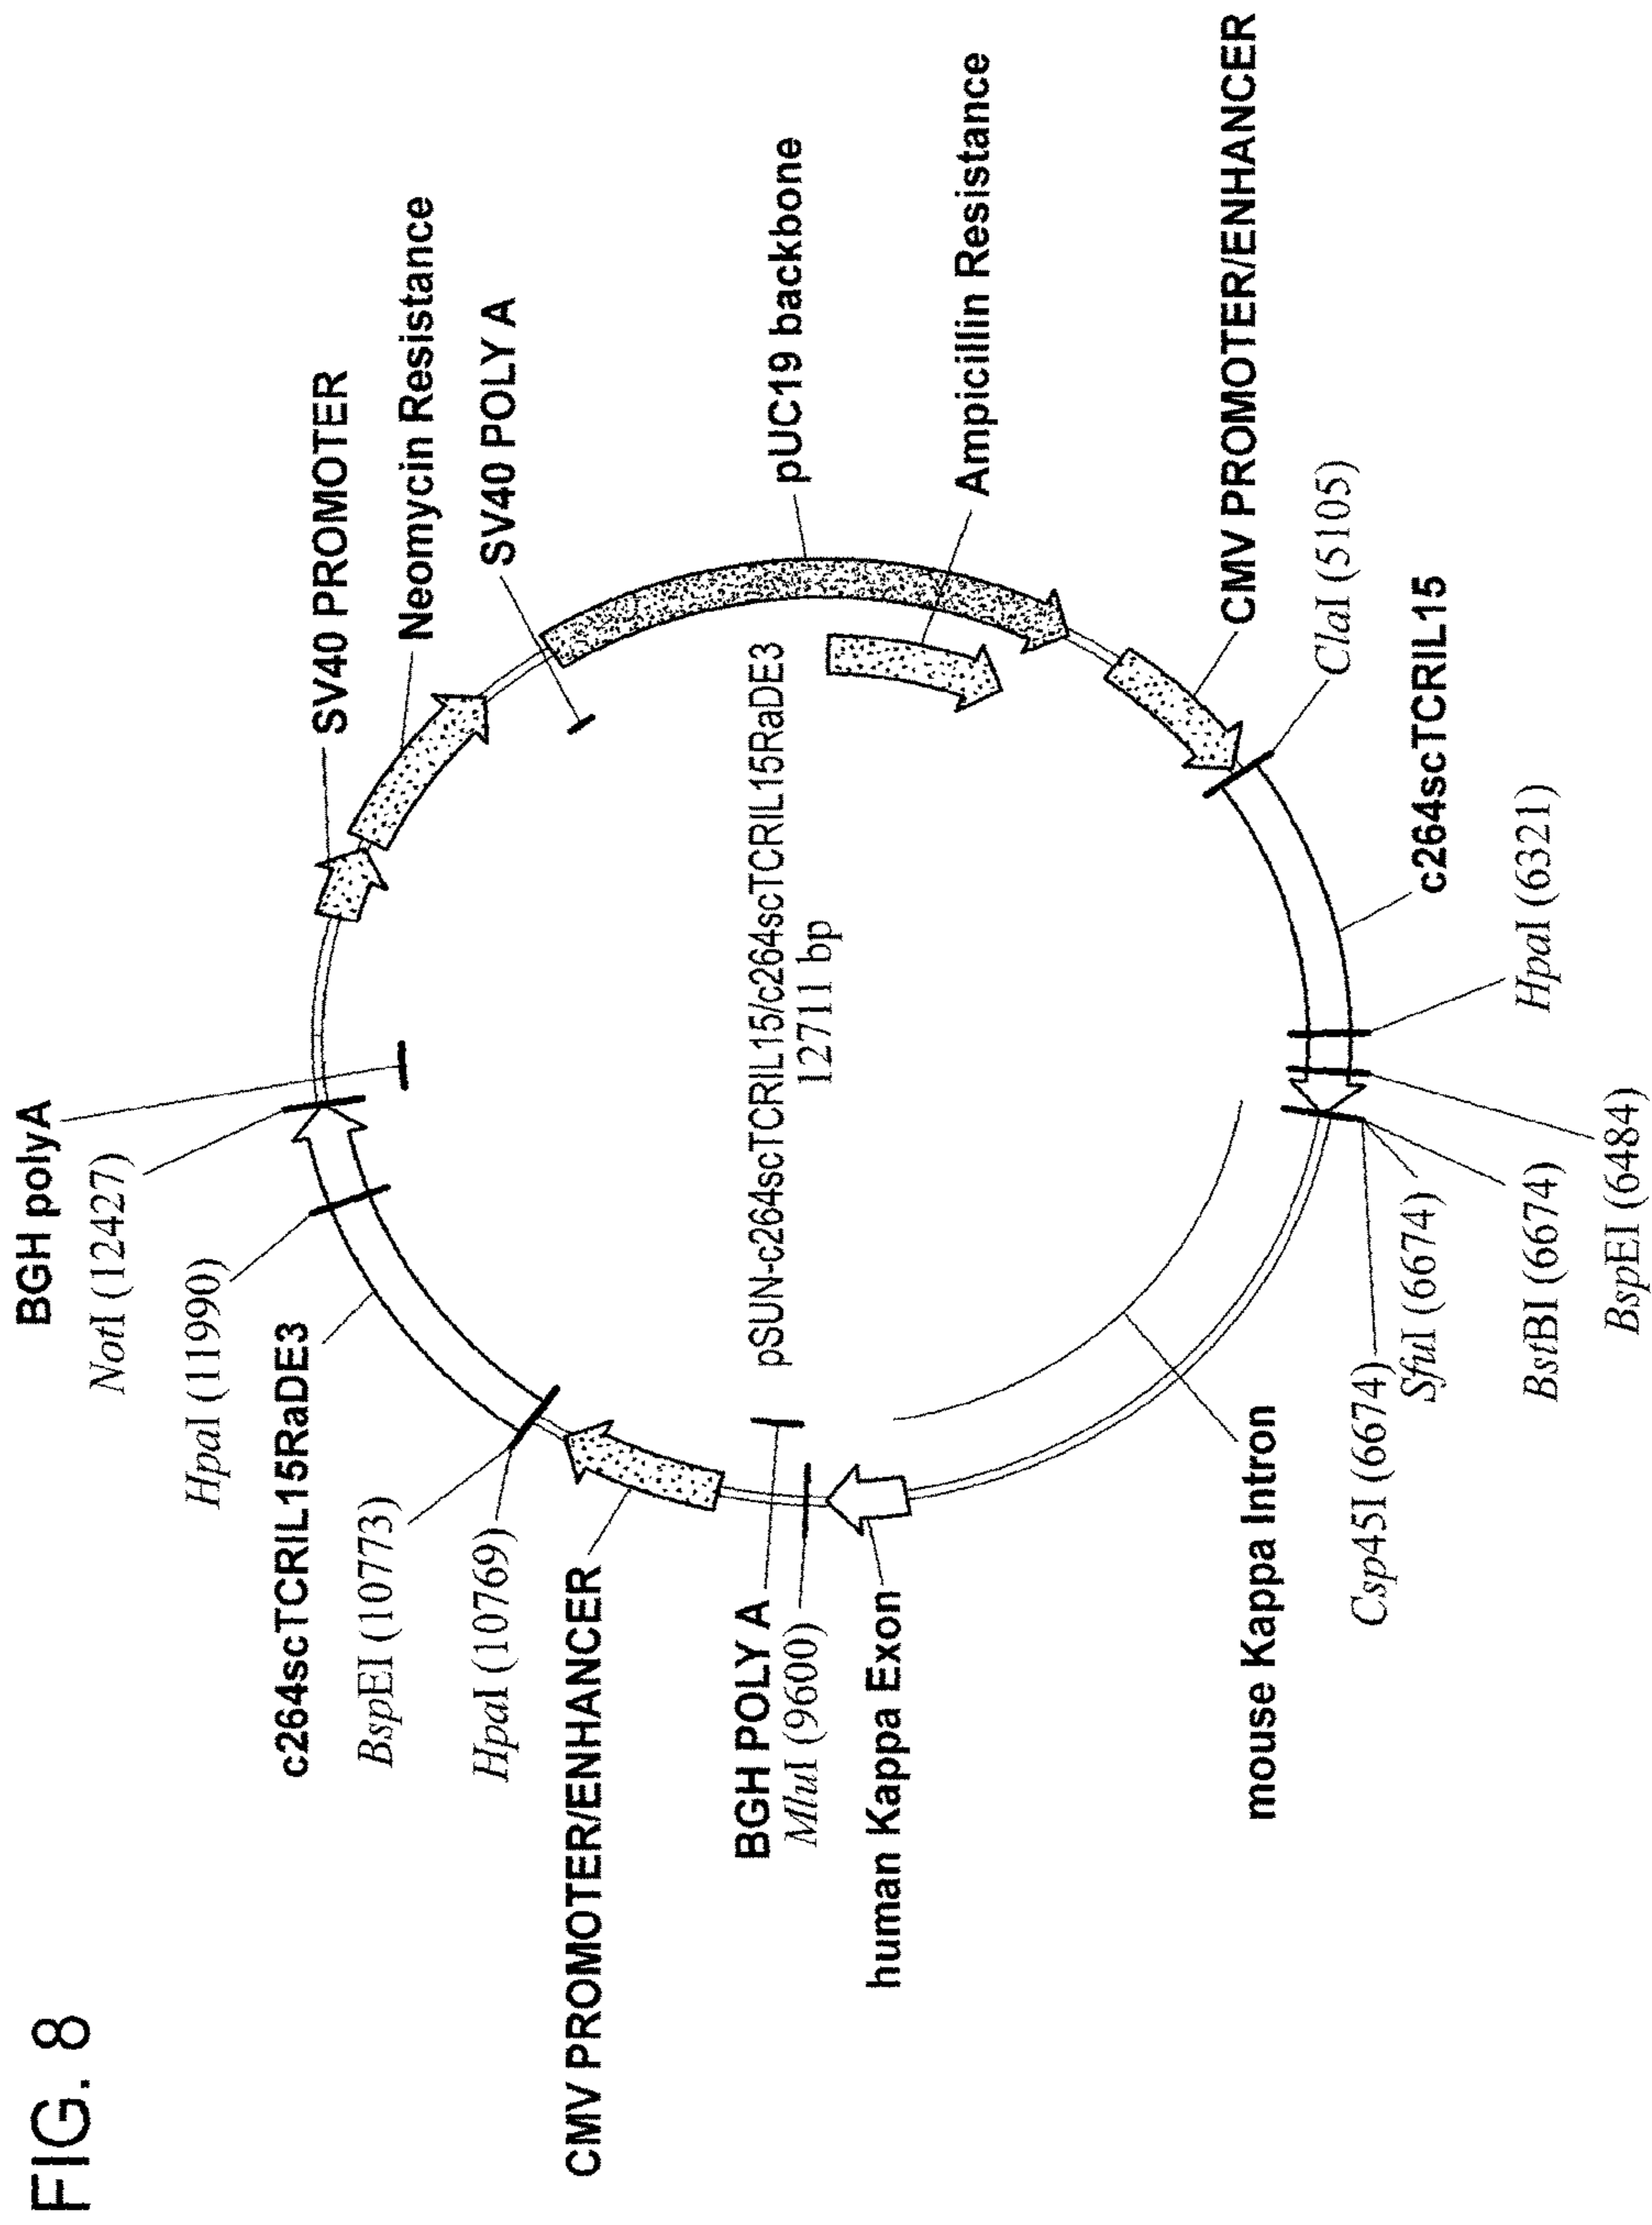 FIG. 8
BGH polyA
NotI (12427)
HpaI (11990)
c264scTCRIL15RaDE3
BspEI (10773)
HpaI (10769)
CMV PROMOTER/ENHANCER
BGH POLY A
MluI (9600)
human Kappa Exon
mouse Kappa Intron
Csp45I (6674)
SfuI (6674)
BstBI (6674)
BspEI (6484)
HpaI (6321)
c264scTCRIL15
ClaI (5105)
CMV PROMOTER/ENHANCER
Ampicillin Resistance
pUC19 backbone
SV40 POLY A
Neomycin Resistance
SV40 PROMOTER
pSUN-c264scTCRIL15/c264scTCRIL15RaDE3
12711 bp